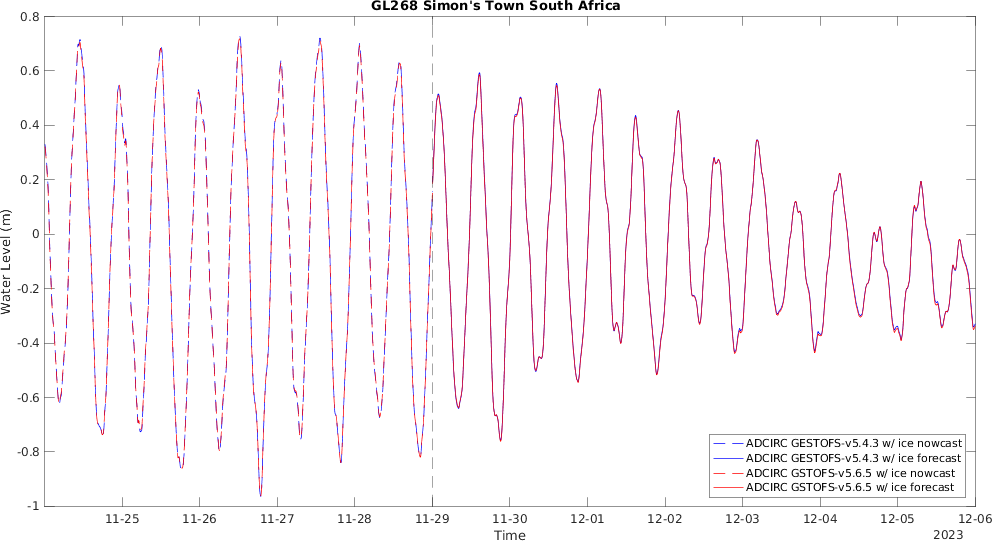 GL268 Simon's Town South Africa
0.8
0.6
0.4
0.2
0
-0.2
-0.4
-0.6
-0.8
-1
Water Level (m)
ADCIRC GESTOFS-v5.4.3 w/ ice nowcast
ADCIRC GESTOFS-v5.4.3 w/ ice forecast
ADCIRC GSTOFS-v5.6.5 w/ ice nowcast
ADCIRC GSTOFS-v5.6.5 w/ ice forecast
11-25 11-26 11-27 11-28 11-29 11-30 12-01 12-02 12-03 12-04 12-05 12-06
Time
2023